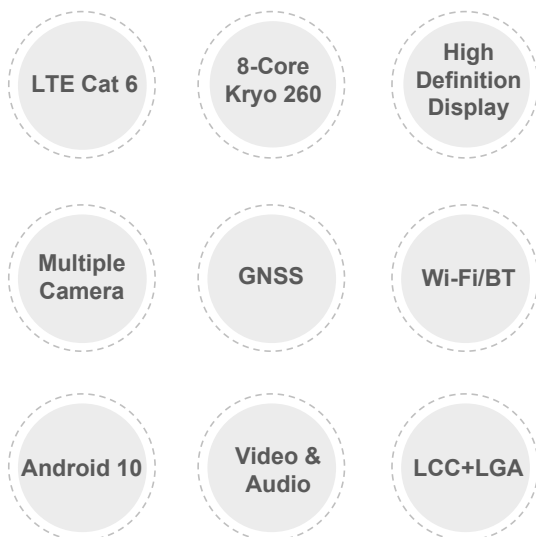 LTE Cat 6
8-Core
Kryo 260
High
Definition
Display
Multiple
Camera
GNSS
Wi-Fi/BT
Android 10
Video &
Audio
LCC+LGA